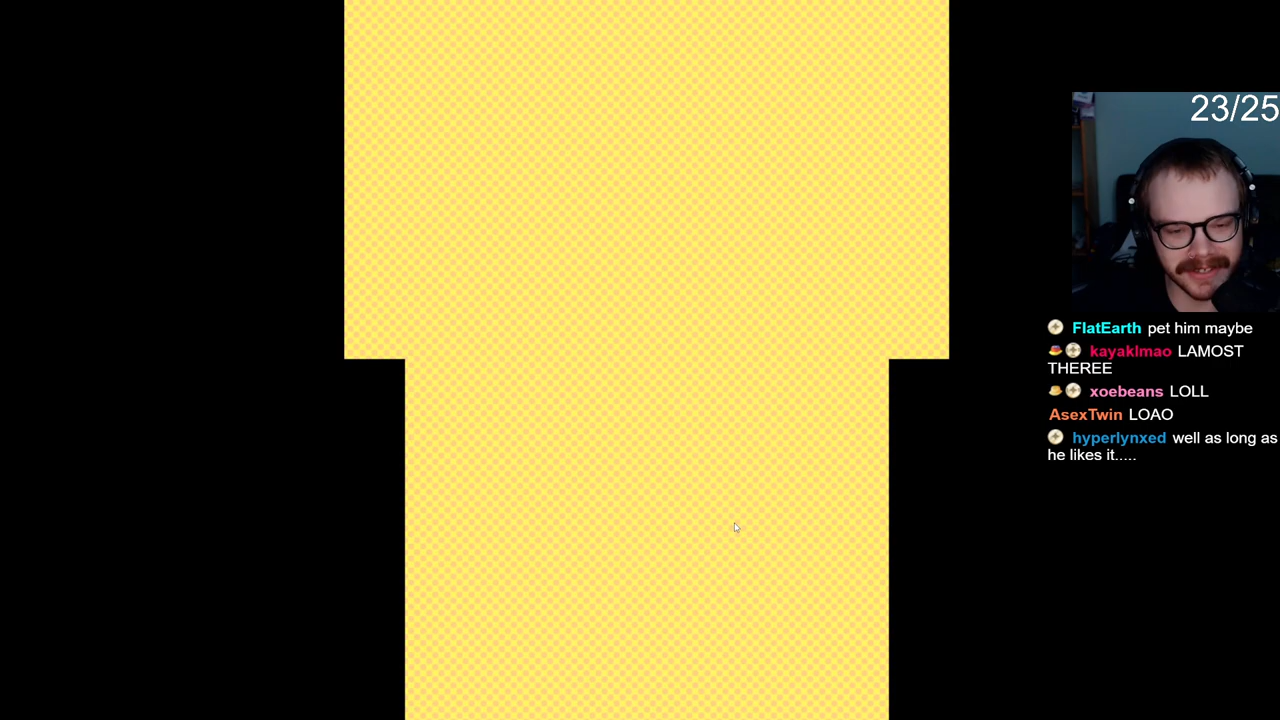 23/25
FlatEarth pet him maybe
kayaklmao LAMOST
THEREE
xoebeans LOLL
AsexTwin LOAO
hyperlynxed well as long as
he likes it.....